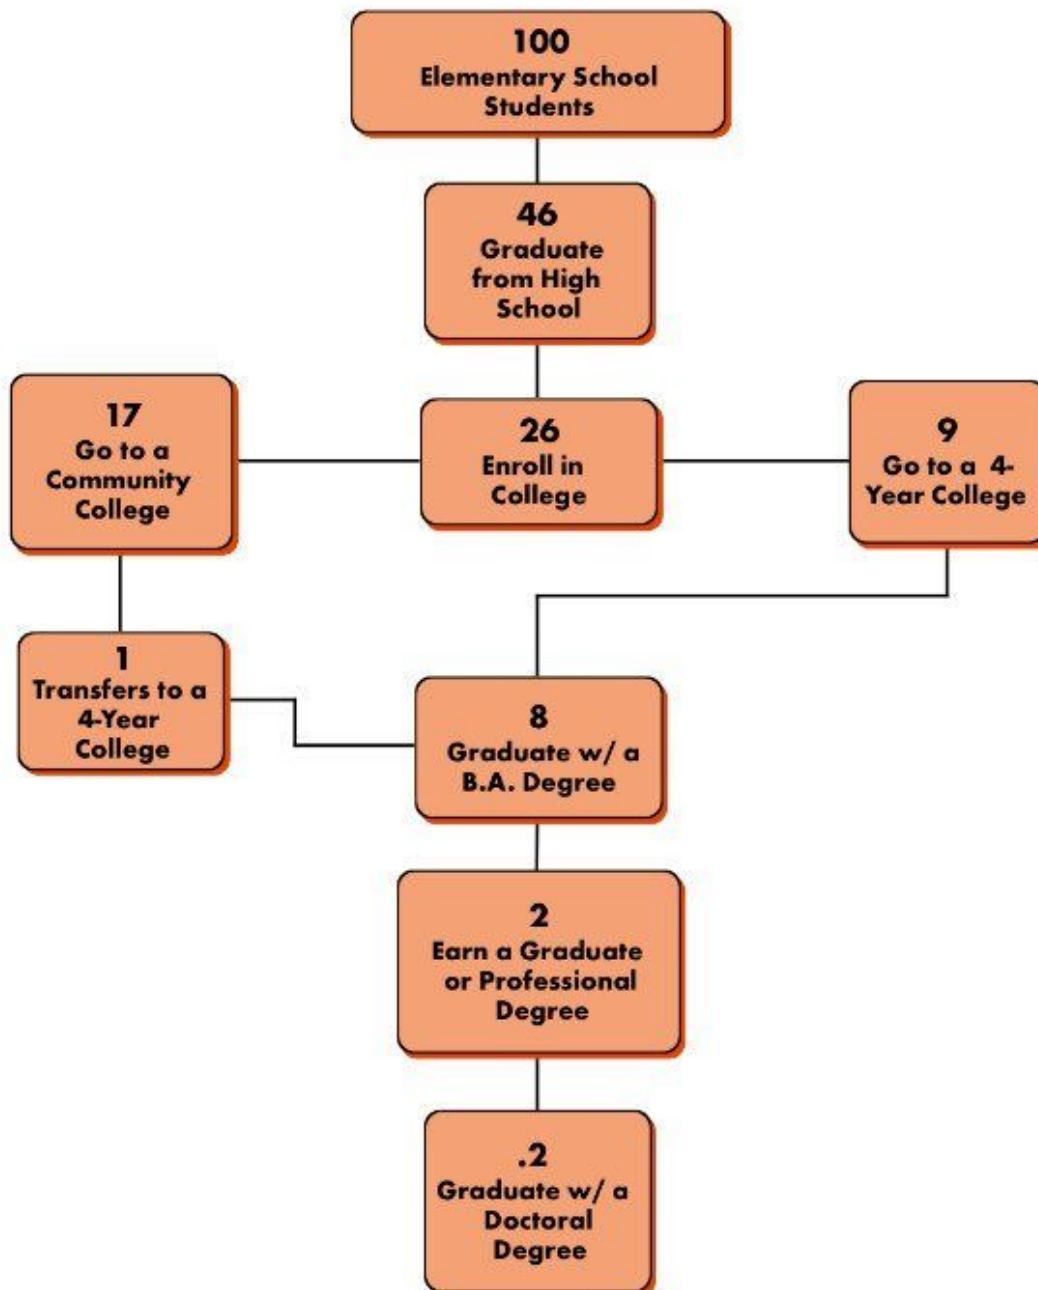 100
Elementary School
Students
46
Graduate
from High
School
17
Go to a
Community
College
26
Enroll in
College
9
Go to a 4-
Year College
1
Transfers to a
4-Year
College
8
Graduate w/ a
B.A. Degree
2
Earn a Graduate
or Professional
Degree
.2
Graduate w/ a
Doctoral
Degree